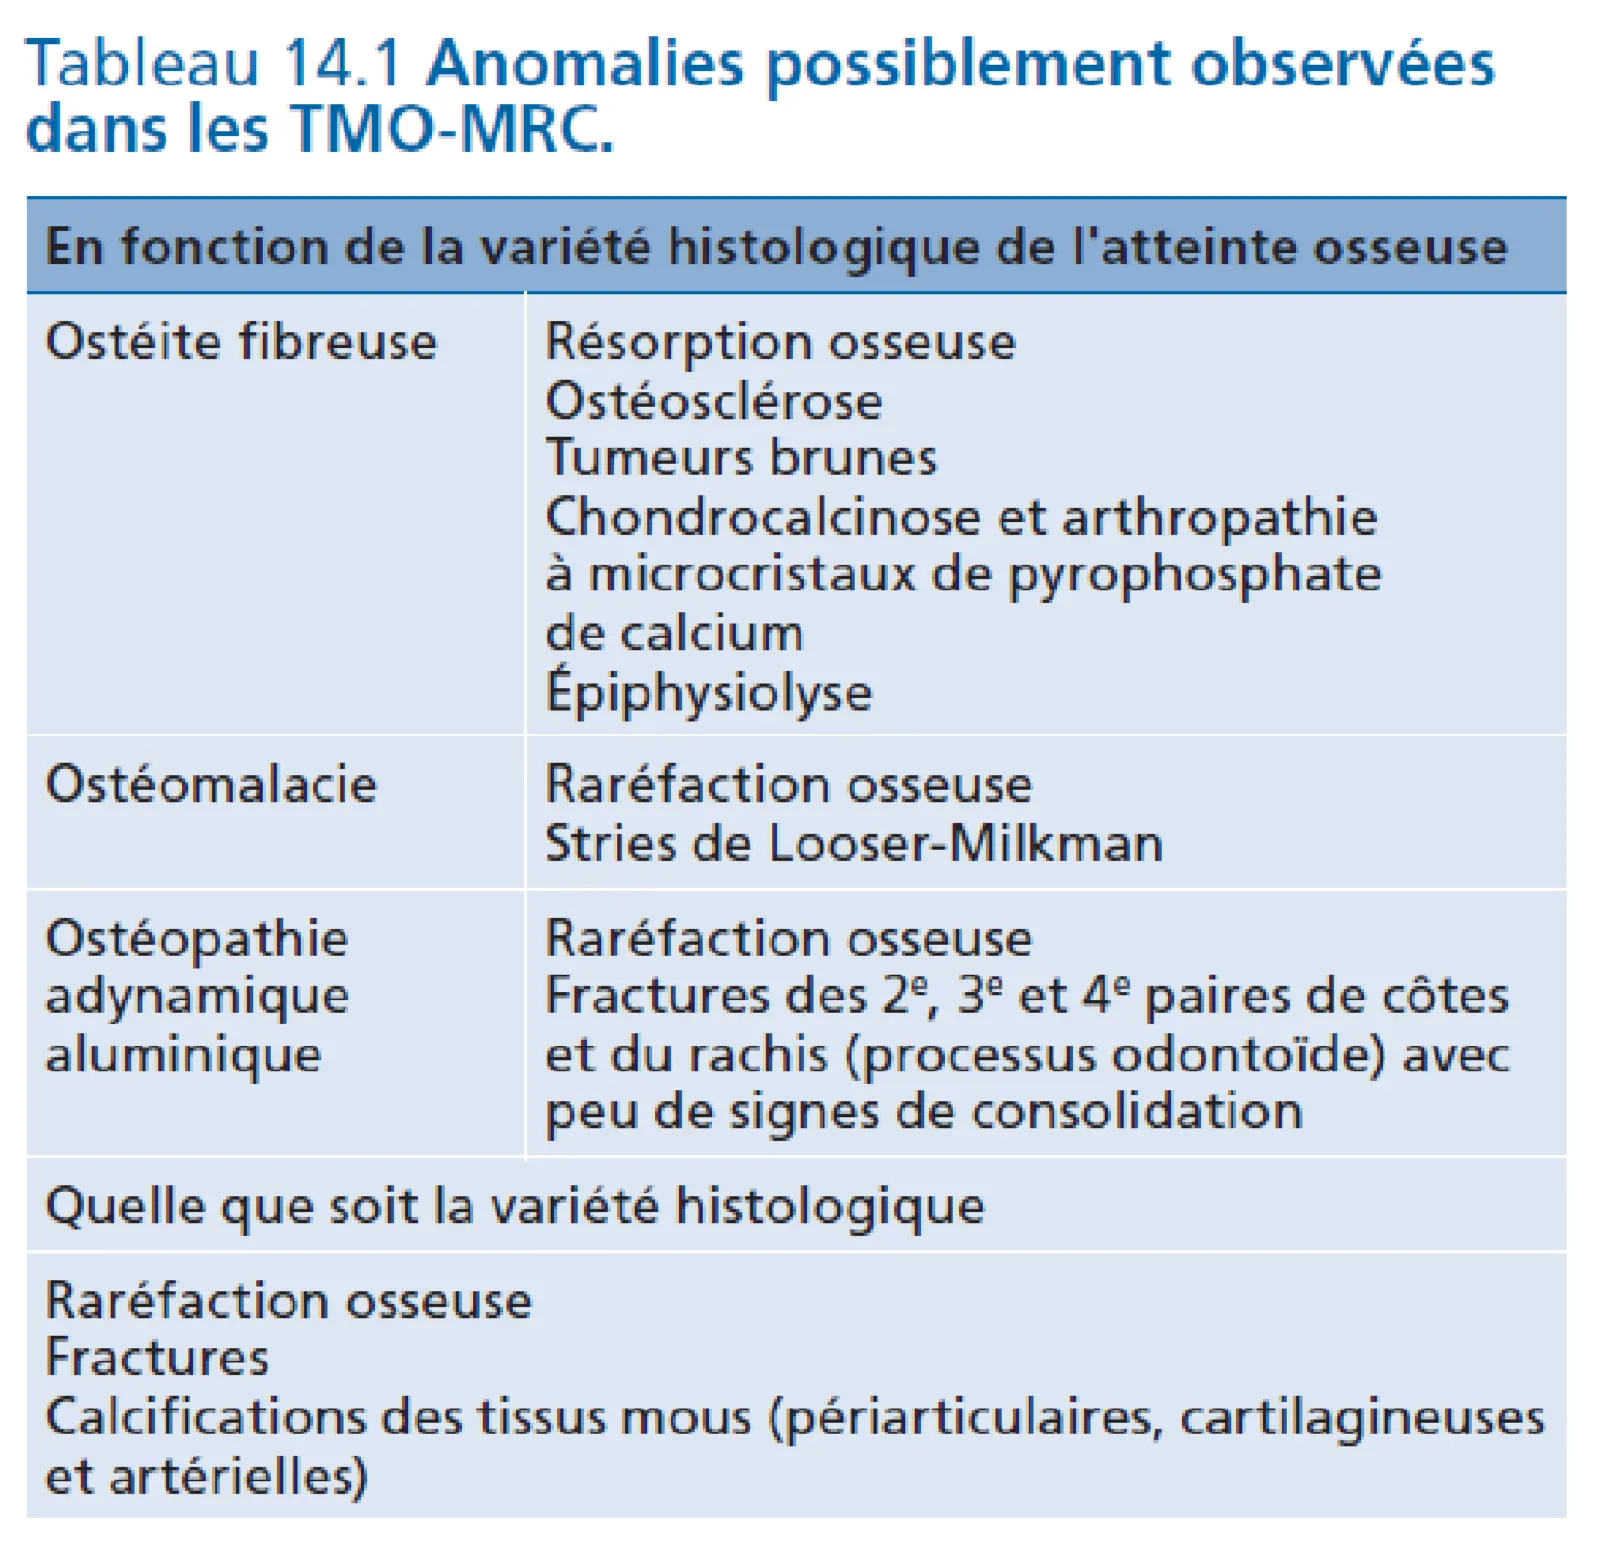 Tableau 14.1 Anomalies possiblement observées
dans les TMO-MRC.
En fonction de la variété histologique de l'atteinte osseuse
Ostéite fibreuse
Résorption osseuse
Ostéosclérose
Tumeurs brunes
Chondrocalcinose et arthropathie
à microcristaux de pyrophosphate
de calcium
Épiphysiolyse
Ostéomalacie
Raréfaction osseuse
Stries de Looser-Milkman
Ostéopathie
adynamique
aluminique
Raréfaction osseuse
Fractures des 2e, 3e et 4e paires de côtes
et du rachis (processus odontoïde) avec
peu de signes de consolidation
Quelle que soit la variété histologique
Raréfaction osseuse
Fractures
Calcifications des tissus mous (périarticulaires, cartilagineuses
et artérielles)